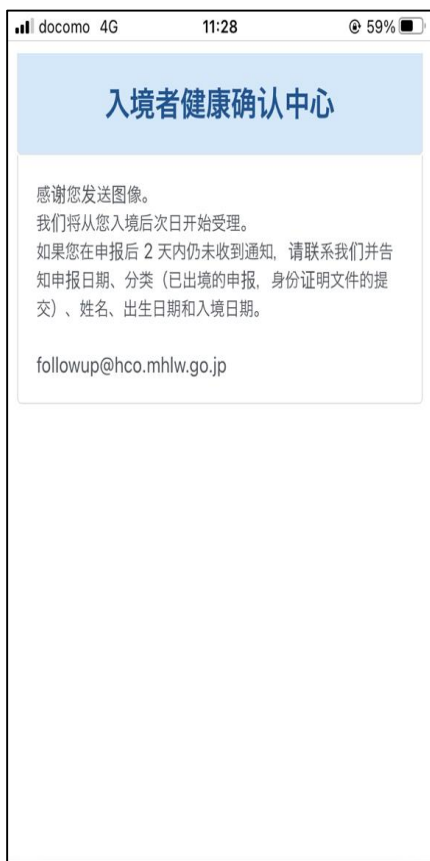 docomo 4G 11:28 59%
入境者健康确认中心
感谢您发送图像。
我们将从您入境后次日开始受理。
如果您在申报后 2 天内仍未收到通知，请联系我们并告
知申报日期、分类（已出境的申报，身份证明文件的提
交）、姓名、出生日期和入境日期。
followup@hco.mhlw.go.jp